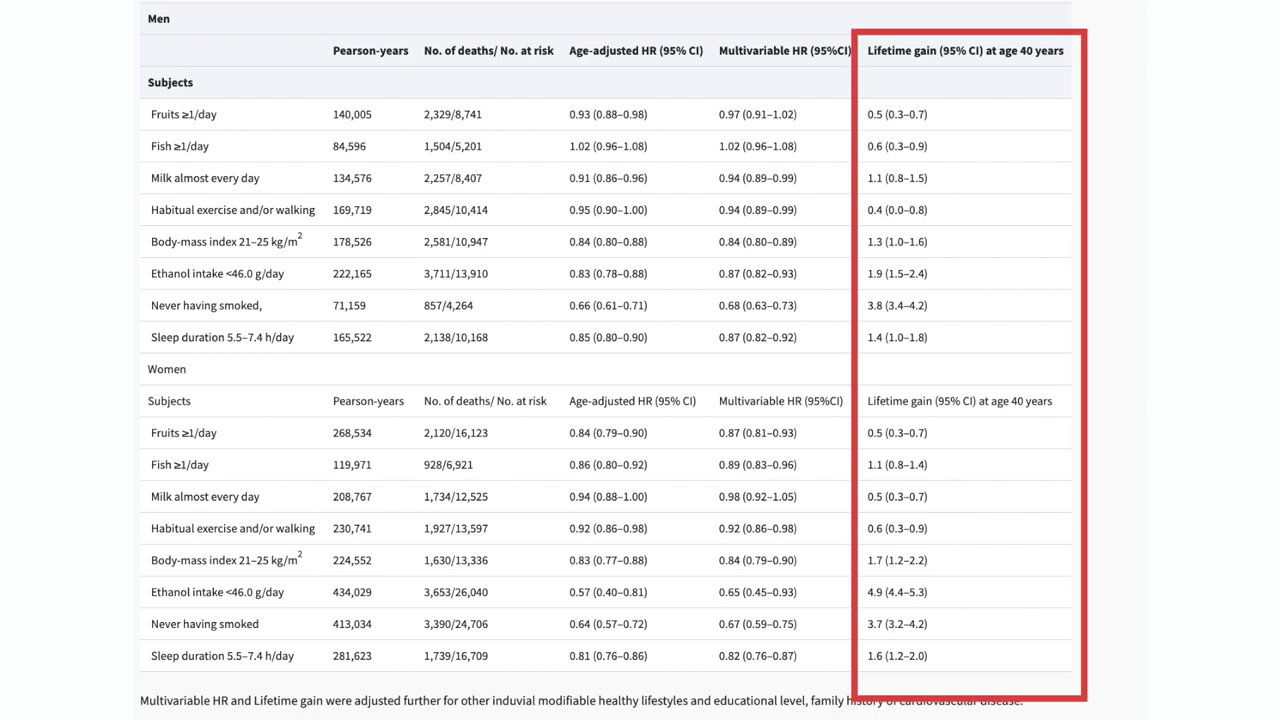 Men
Pearson-years No. of deaths/ No. at risk Age-adjusted HR (95% CI) Multivariable HR (95%CI) Lifetime gain (95% CI) at age 40 years
Subjects
Fruits ≥1/day 140,005 2,329/8,741 0.93 (0.88–0.98) 0.97 (0.91–1.02) 0.5 (0.3–0.7)
Fish ≥1/day 84,596 1,504/5,201 1.02 (0.96–1.08) 1.02 (0.96–1.08) 0.6 (0.3–0.9)
Milk almost every day 134,576 2,257/8,407 0.91 (0.86–0.96) 0.94 (0.89–0.99) 1.1 (0.8–1.5)
Habitual exercise and/or walking 169,719 2,845/10,414 0.95 (0.90–1.00) 0.94 (0.89–0.99) 0.4 (0.0–0.8)
Body-mass index 21–25 kg/m² 178,526 2,581/10,947 0.84 (0.80–0.88) 0.84 (0.80–0.89) 1.3 (1.0–1.6)
Ethanol intake <46.0 g/day 222,165 3,711/13,910 0.83 (0.78–0.88) 0.87 (0.82–0.93) 1.9 (1.5–2.4)
Never having smoked, 71,159 857/4,264 0.66 (0.61–0.71) 0.68 (0.63–0.73) 3.8 (3.4–4.2)
Sleep duration 5.5–7.4 h/day 165,522 2,138/10,168 0.85 (0.80–0.90) 0.87 (0.82–0.92) 1.4 (1.0–1.8)
Women
Subjects Pearson-years No. of deaths/ No. at risk Age-adjusted HR (95% CI) Multivariable HR (95%CI) Lifetime gain (95% CI) at age 40 years
Fruits ≥1/day 268,534 2,120/16,123 0.84 (0.79–0.90) 0.87 (0.81–0.93) 0.5 (0.3–0.7)
Fish ≥1/day 119,971 928/6,921 0.86 (0.80–0.92) 0.89 (0.83–0.96) 1.1 (0.8–1.4)
Milk almost every day 208,767 1,734/12,525 0.94 (0.88–1.00) 0.98 (0.92–1.05) 0.5 (0.3–0.7)
Habitual exercise and/or walking 230,741 1,927/13,597 0.92 (0.86–0.98) 0.92 (0.86–0.98) 0.6 (0.3–0.9)
Body-mass index 21–25 kg/m² 224,552 1,630/13,336 0.83 (0.77–0.88) 0.84 (0.79–0.90) 1.7 (1.2–2.2)
Ethanol intake <46.0 g/day 434,029 3,653/26,040 0.57 (0.40–0.81) 0.65 (0.45–0.93) 4.9 (4.4–5.3)
Never having smoked 413,034 3,390/24,706 0.64 (0.57–0.72) 0.67 (0.59–0.75) 3.7 (3.2–4.2)
Sleep duration 5.5–7.4 h/day 281,623 1,739/16,709 0.81 (0.76–0.86) 0.82 (0.76–0.87) 1.6 (1.2–2.0)
Multivariable HR and Lifetime gain were adjusted further for other induvial modifiable healthy lifestyles and educational level, family history of cardiovascular disease.